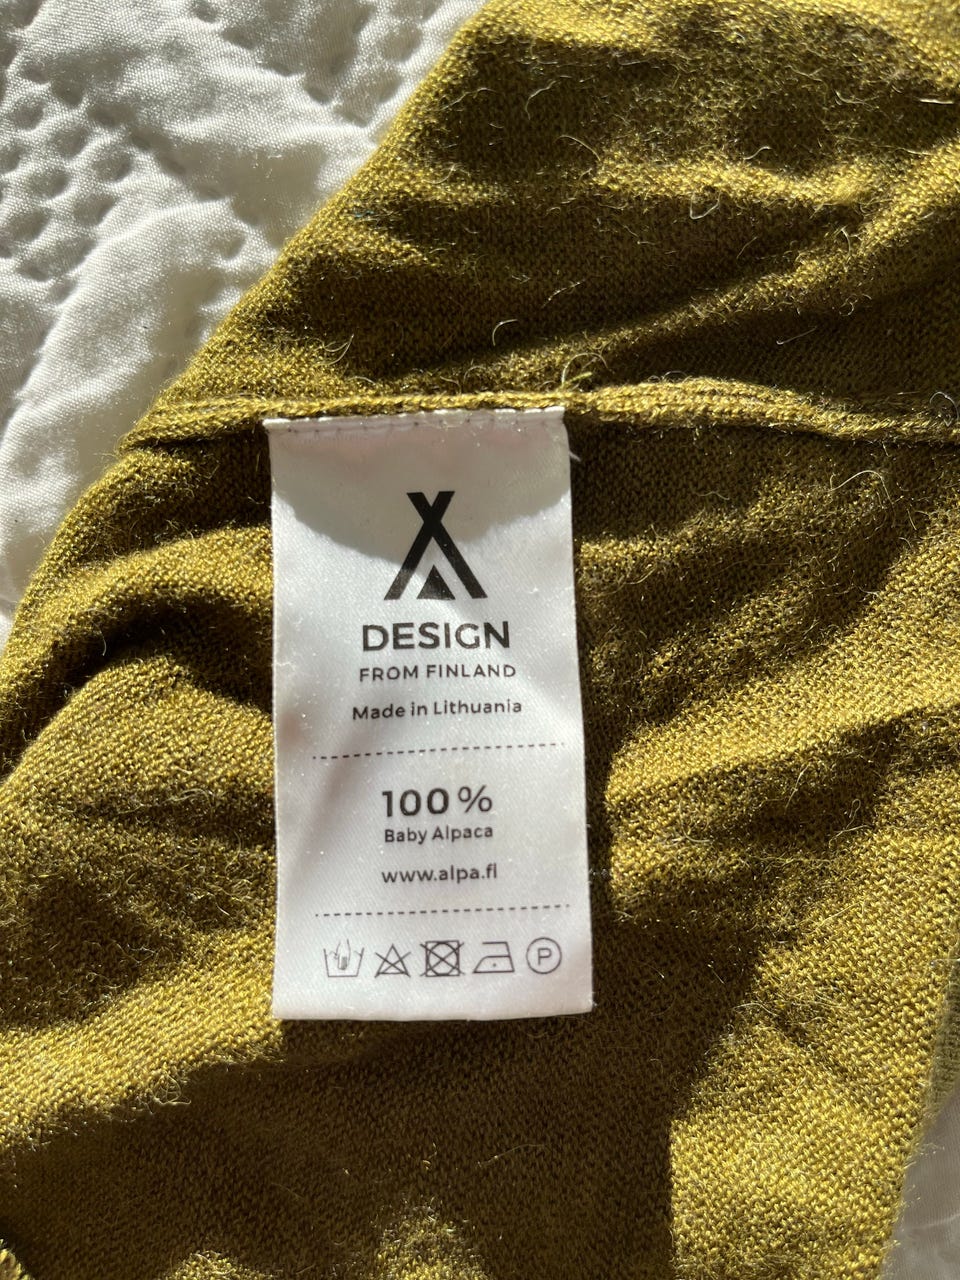 DESIGN
FROM FINLAND
Made in Lithuania
100%
Baby Alpaca
www.alpa.fi
P